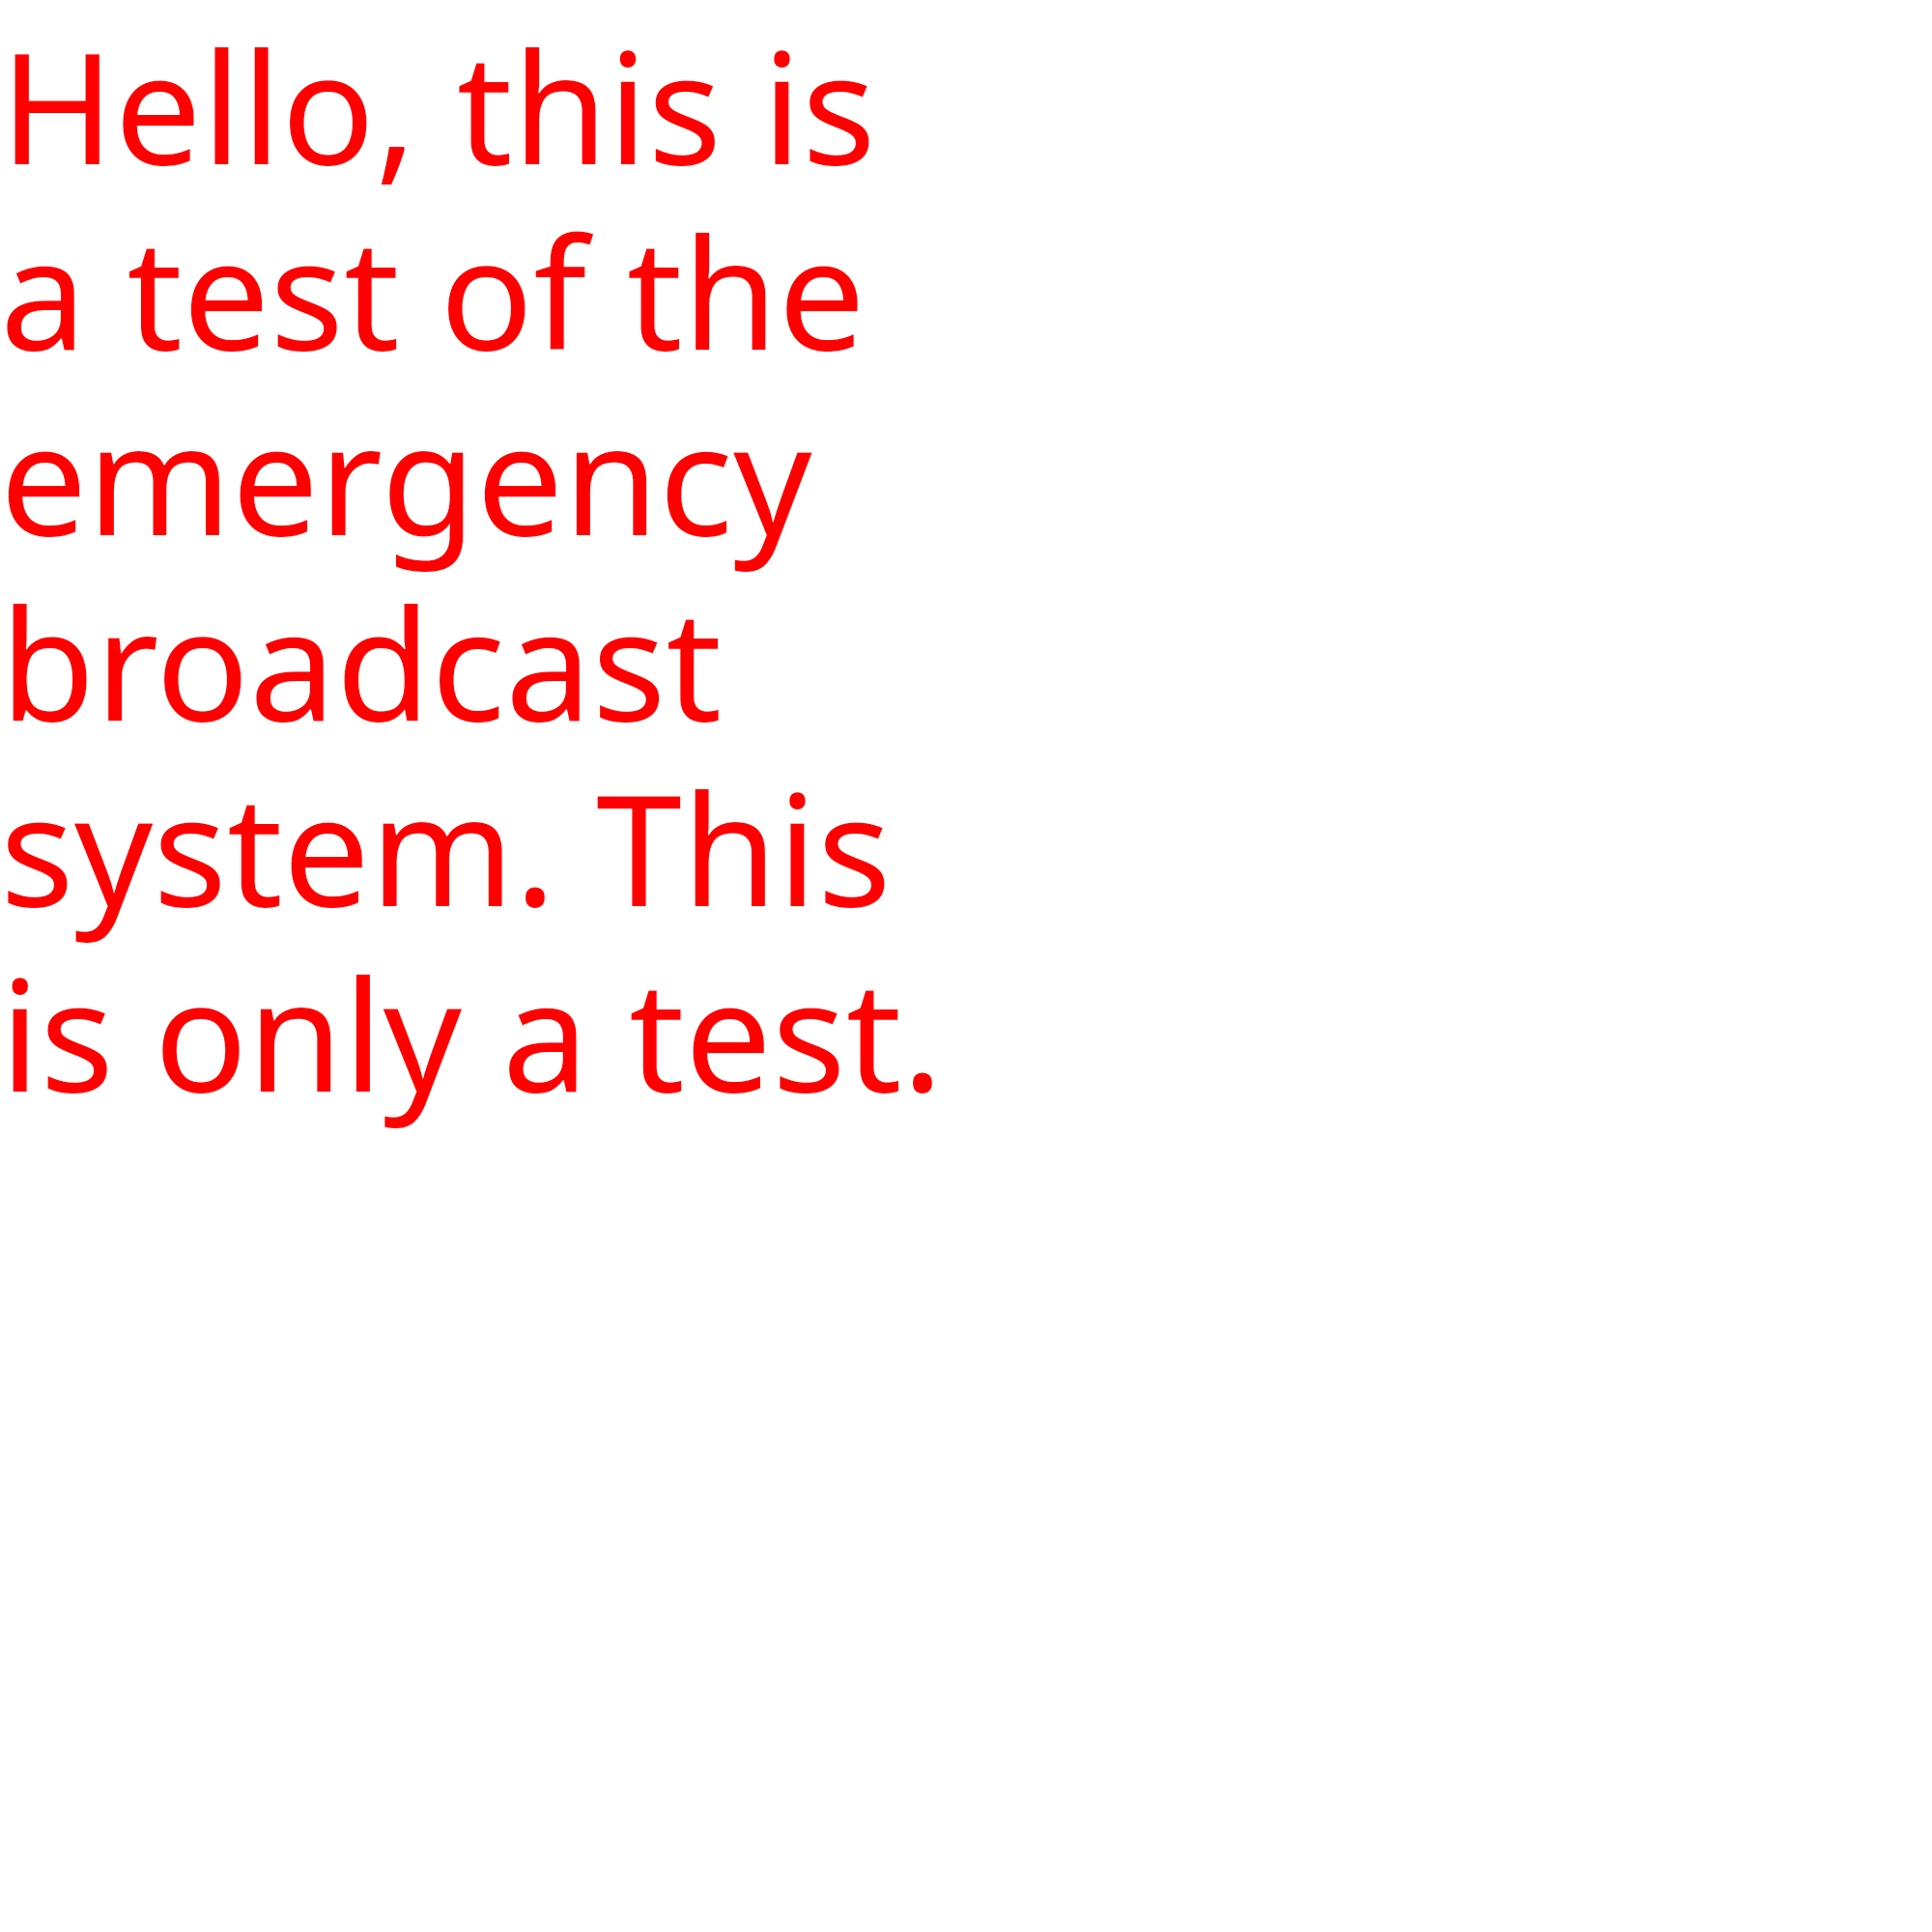 Hello, this is
a test of the
emergency
broadcast
system. This
is only a test.